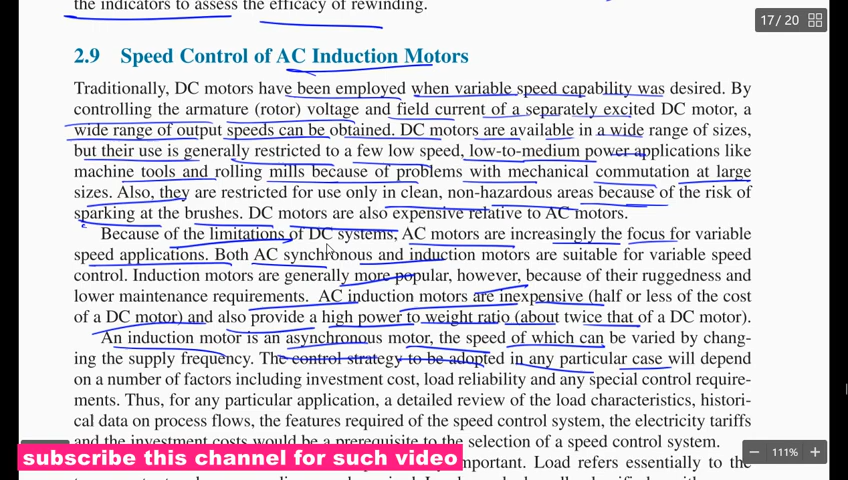 the indicators to assess the efficacy of rewinding.
17/20
2.9 Speed Control of AC Induction Motors
Traditionally, DC motors have been employed when variable speed capability was desired. By
controlling the armature (rotor) voltage and field current of a separately excited DC motor, a
wide range of output speeds can be obtained. DC motors are available in a wide range of sizes,
but their use is generally restricted to a few low speed, low-to-medium power applications like
machine tools and rolling mills because of problems with mechanical commutation at large
sizes. Also, they are restricted for use only in clean, non-hazardous areas because of the risk of
sparking at the brushes. DC motors are also expensive relative to AC motors.
Because of the limitations of DC systems, AC motors are increasingly the focus for variable
speed applications. Both AC synchronous and induction motors are suitable for variable speed
control. Induction motors are generally more popular, however, because of their ruggedness and
lower maintenance requirements. AC induction motors are inexpensive (half or less of the cost
of a DC motor) and also provide a high power to weight ratio (about twice that of a DC motor).
An induction motor is an asynchronous motor, the speed of which can be varied by chang-
ing the supply frequency. The control strategy to be adopted in any particular case will depend
on a number of factors including investment cost, load reliability and any special control require-
ments. Thus, for any particular application, a detailed review of the load characteristics, histori-
cal data on process flows, the features required of the speed control system, the electricity tariffs
and the investment costs would be a prerequisite to the selection of a speed control system.
111%
subscribe this channel for such video
mportant. Load refers essentially to the